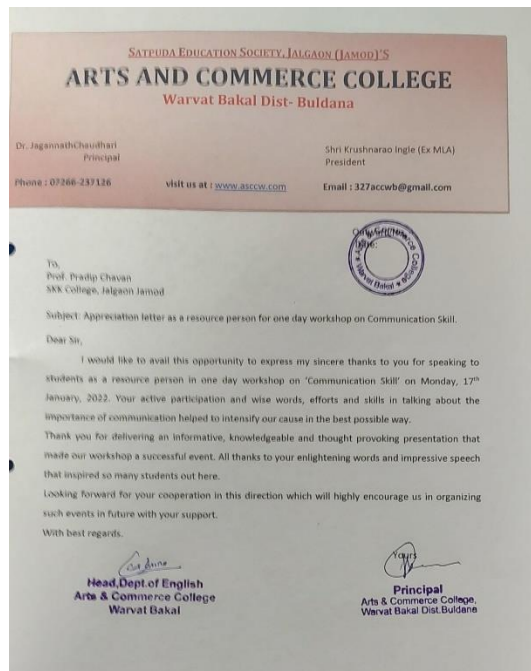 SATPUDA EDUCATION SOCIETY, JALGAON (JAMOD)'S
ARTS AND COMMERCE COLLEGE
Warvat Bakal Dist- Buldana
Dr. JagannathChaudhari
Principal
Shri Krushnarao Ingle (Ex MLA)
President
Phone : 07266-237126
visit us at : www.asccw.com
Email : 327accwb@gmail.com
Commerce College
Warvat Bakal
To,
Prof. Pradip Chavan
SKK College, Jalgaon Jamod
Subject: Appreciation letter as a resource person for one day workshop on Communication Skill.
Dear Sir,
I would like to avail this opportunity to express my sincere thanks to you for speaking to
students as a resource person in one day workshop on 'Communication Skill' on Monday, 17th
January, 2022. Your active participation and wise words, efforts and skills in talking about the
importance of communication helped to intensify our cause in the best possible way.
Thank you for delivering an informative, knowledgeable and thought provoking presentation that
made our workshop a successful event. All thanks to your enlightening words and impressive speech
that inspired so many students out here.
Looking forward for your cooperation in this direction which will highly encourage us in organizing
such events in future with your support.
With best regards.
Head,Dept.of English
Arts & Commerce College
Warvat Bakal
Yours
Principal
Arts & Commerce College,
Warvat Bakal Dist.Buldana